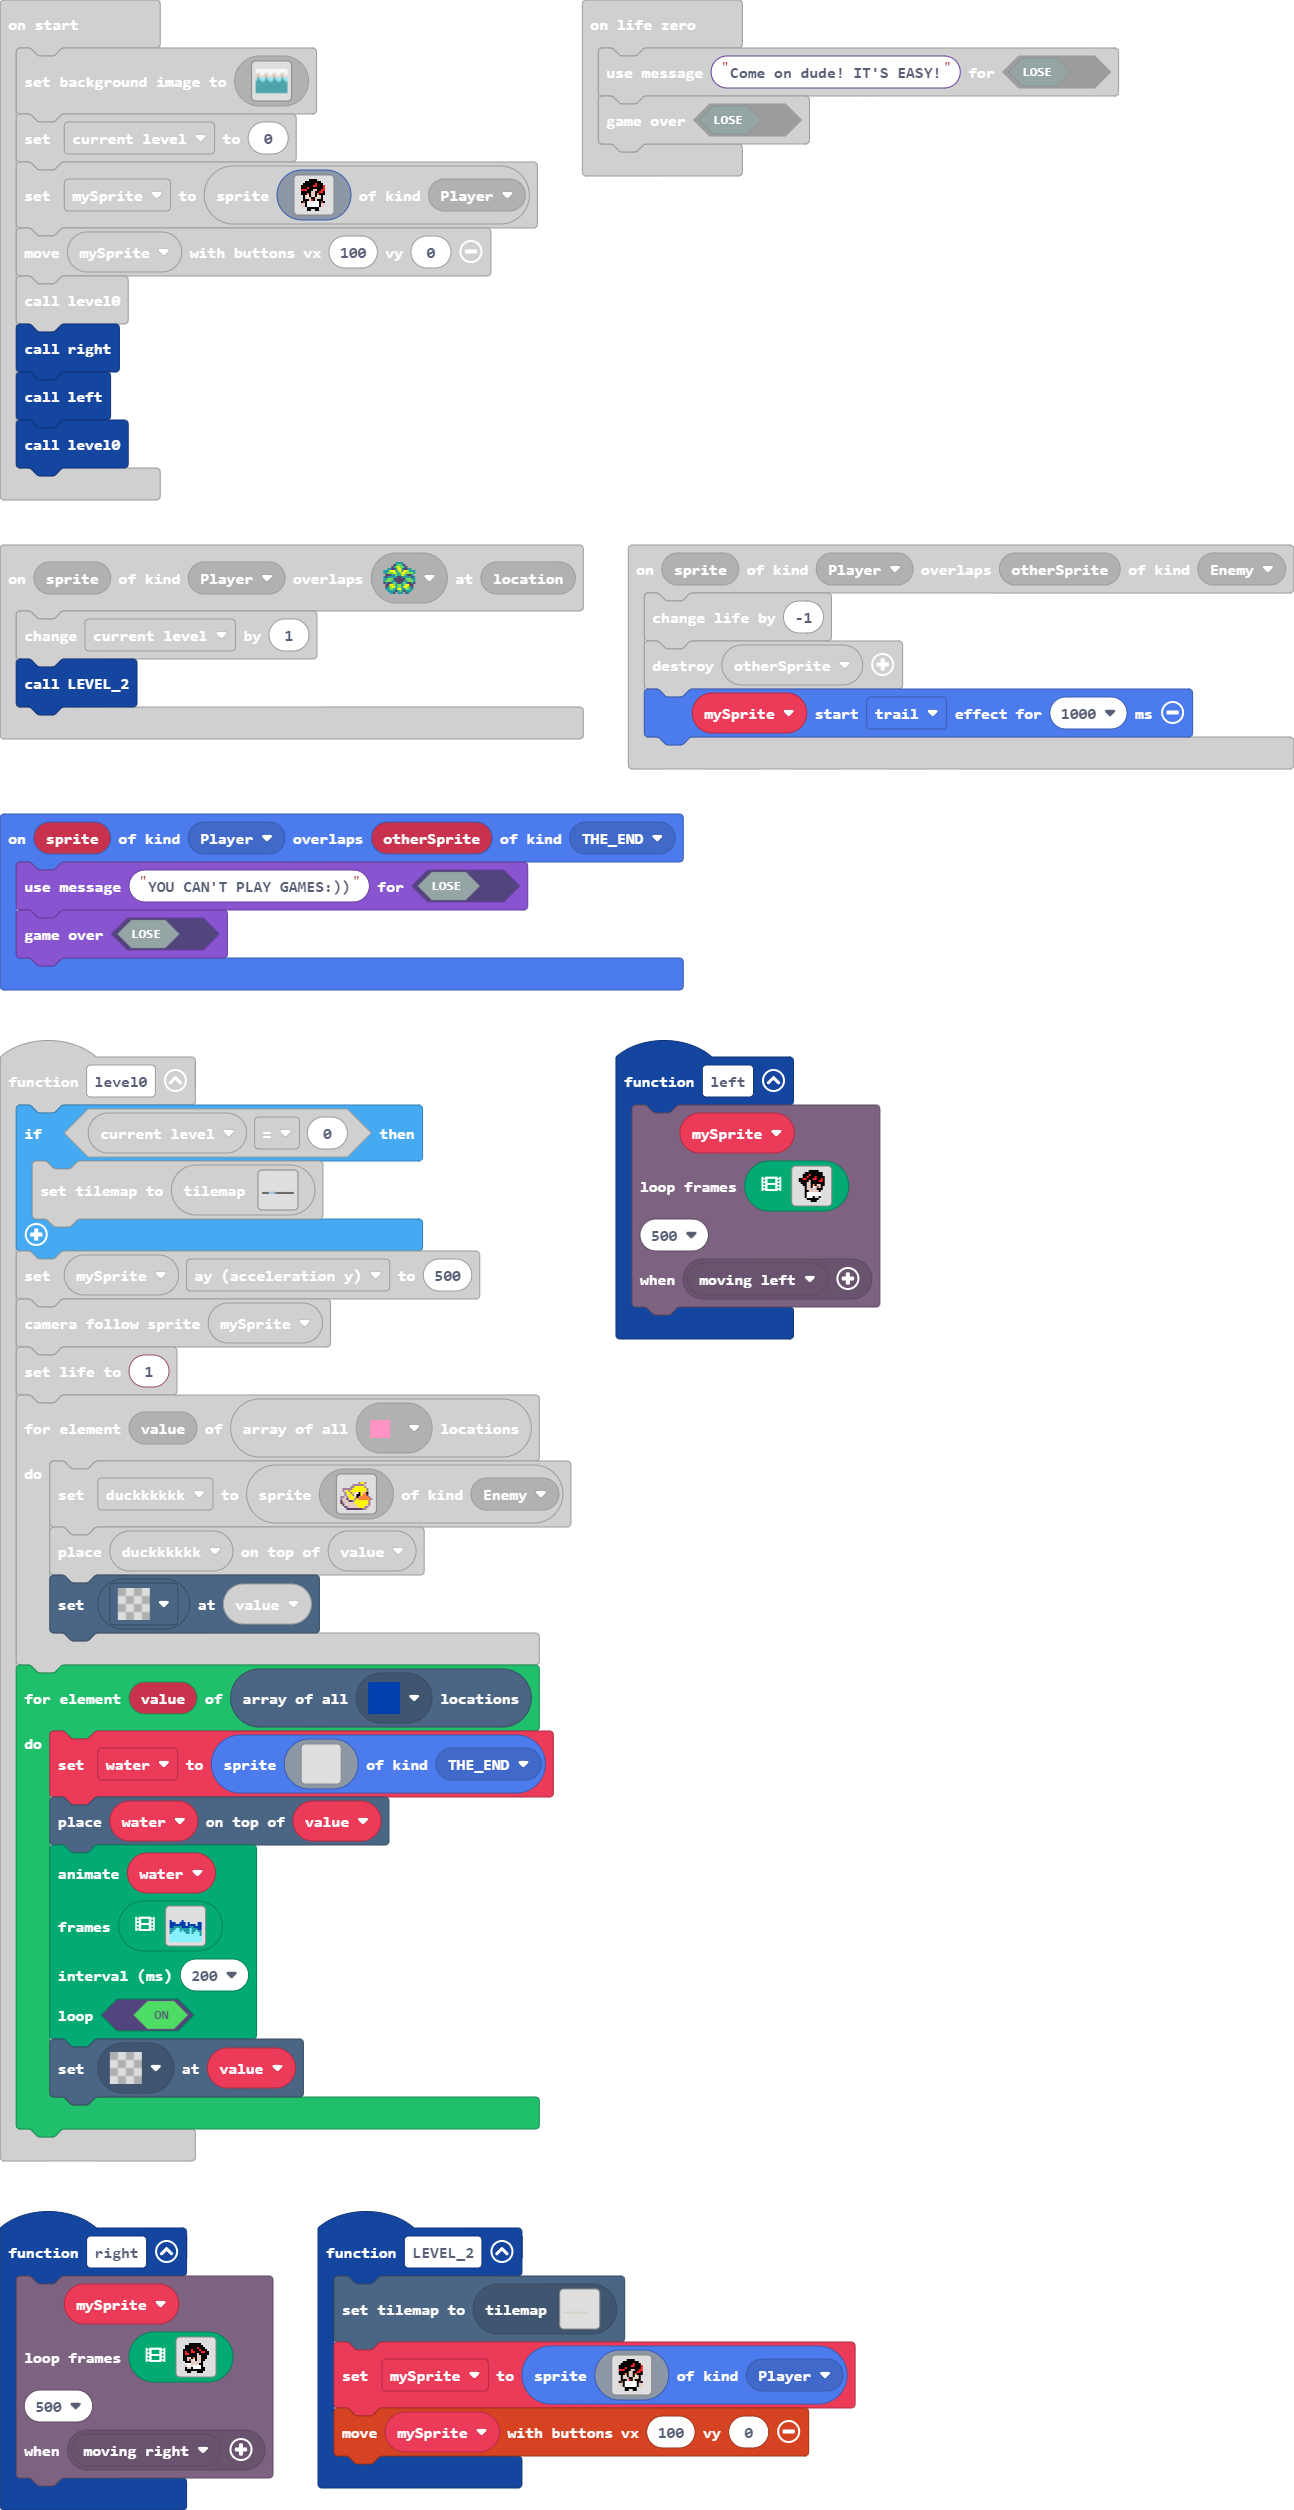 on start
set background image to
set current level to 0
set mySprite to sprite of kind Player
move mySprite with buttons vx 100 vy 0
call level0
call right
call left
call level0
on life zero
use message "Come on dude! IT'S EASY!" for LOSE
game over LOSE
on sprite of kind Player overlaps at location
change current level by 1
call LEVEL_2
on sprite of kind Player overlaps otherSprite of kind Enemy
change life by -1
destroy otherSprite
mySprite start trail effect for 1000 ms
on sprite of kind Player overlaps otherSprite of kind THE_END
use message "YOU CAN'T PLAY GAMES:))" for LOSE
game over LOSE
function level0
if current level = 0 then
set tilemap to tilemap
set mySprite ay (acceleration y) to 500
camera follow sprite mySprite
set life to 1
for element value of array of all locations
do
set duckkkkkk to sprite of kind Enemy
place duckkkkkk on top of value
set at value
for element value of array of all locations
do
set water to sprite of kind THE_END
place water on top of value
animate water
frames
interval (ms) 200
loop ON
set at value
function left
mySprite
loop frames
500
when moving left
function right
mySprite
loop frames
500
when moving right
function LEVEL_2
set tilemap to tilemap
set mySprite to sprite of kind Player
move mySprite with buttons vx 100 vy 0